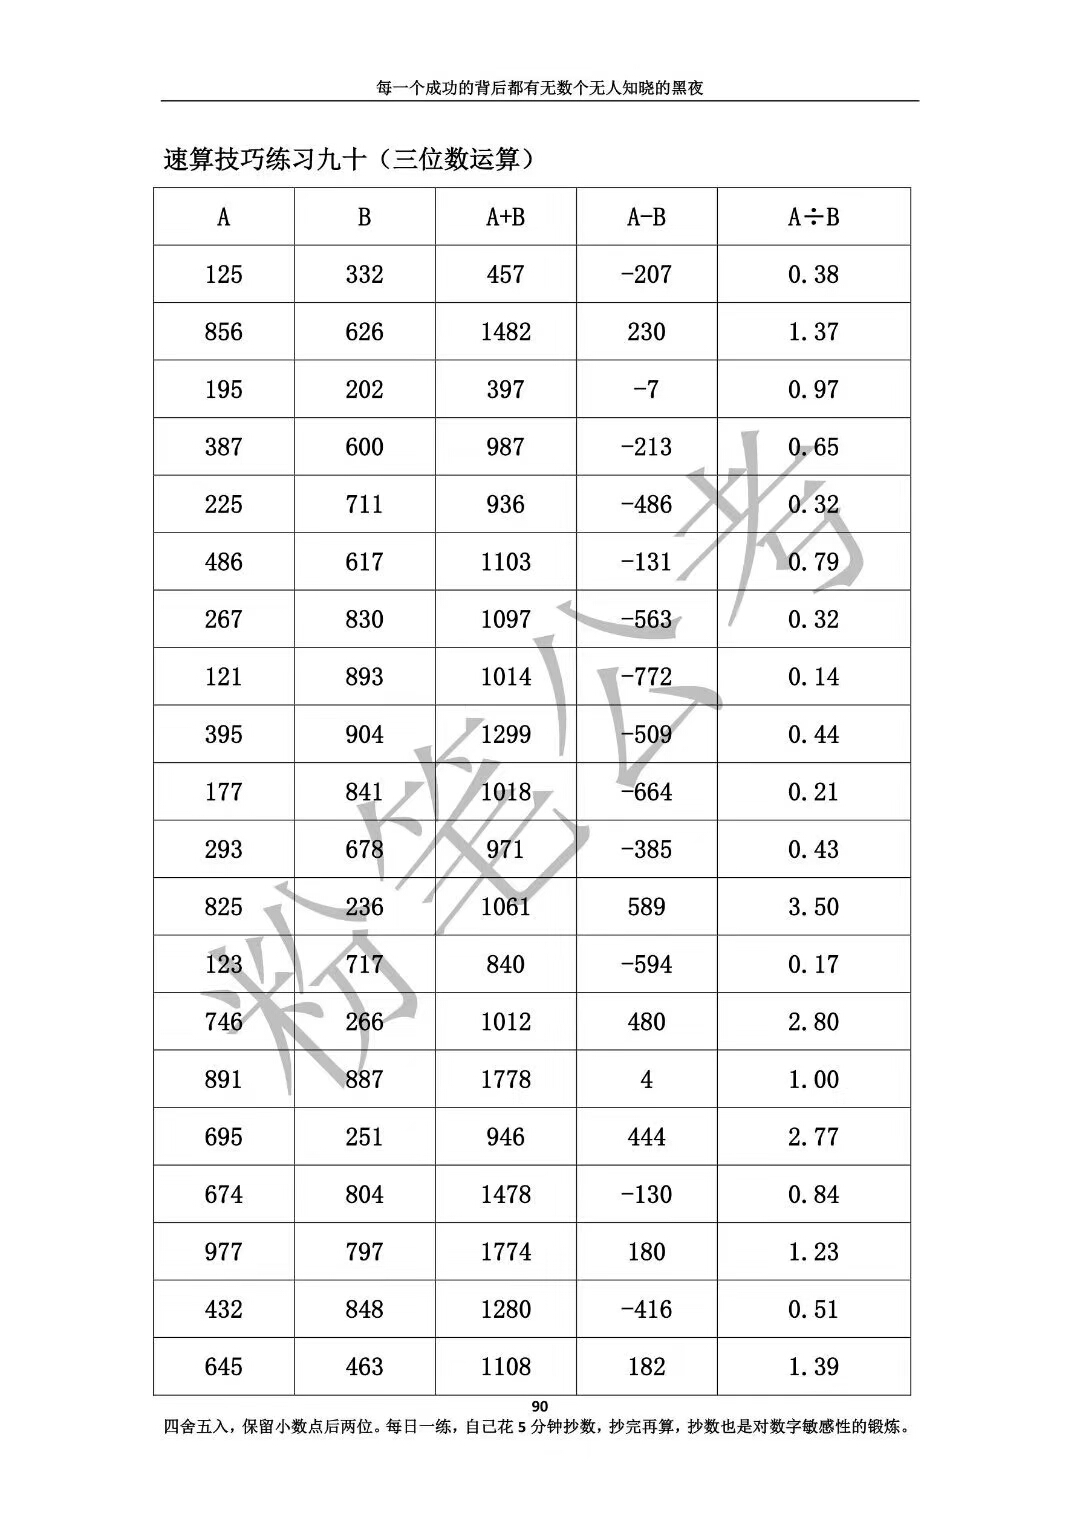 每一个成功的背后都有无数个无人知晓的黑夜
速算技巧练习九十（三位数运算）
A B A+B A-B A÷B
125 332 457 -207 0.38
856 626 1482 230 1.37
195 202 397 -7 0.97
387 600 987 -213 0.65
225 711 936 -486 0.32
486 617 1103 -131 0.79
267 830 1097 -563 0.32
121 893 1014 -772 0.14
395 904 1299 -509 0.44
177 841 1018 -664 0.21
293 678 971 -385 0.43
825 236 1061 589 3.50
123 717 840 -594 0.17
746 266 1012 480 2.80
891 887 1778 4 1.00
695 251 946 444 2.77
674 804 1478 -130 0.84
977 797 1774 180 1.23
432 848 1280 -416 0.51
645 463 1108 182 1.39
90
四舍五入，保留小数点后两位。每日一练，自己花 5 分钟抄数，抄完再算，抄数也是对数字敏感性的锻炼。
粉笔公考